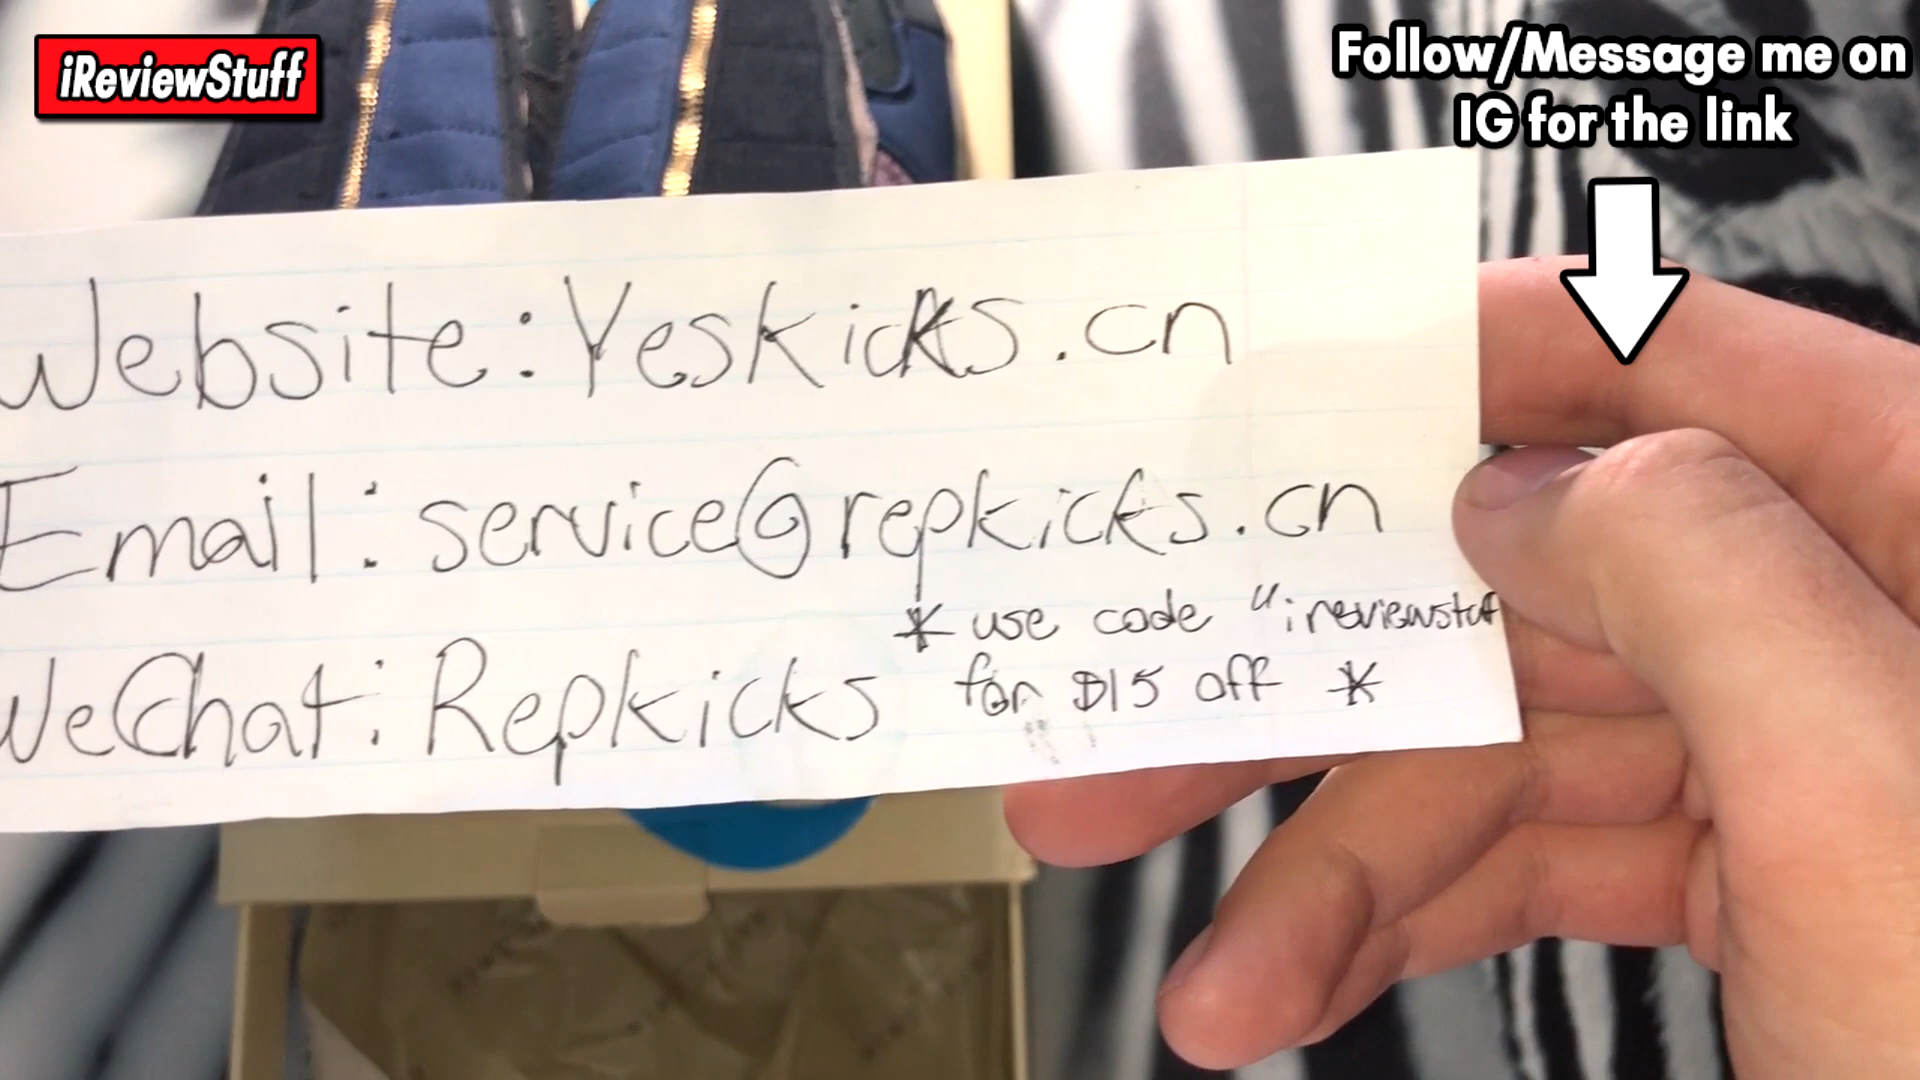 iReviewStuff
Follow/Message me on
IG for the link
Website: Yeskicks.cn
Email: service@repkicks.cn
* use code "ireviewstuf
WeChat: Repkicks for $15 off *